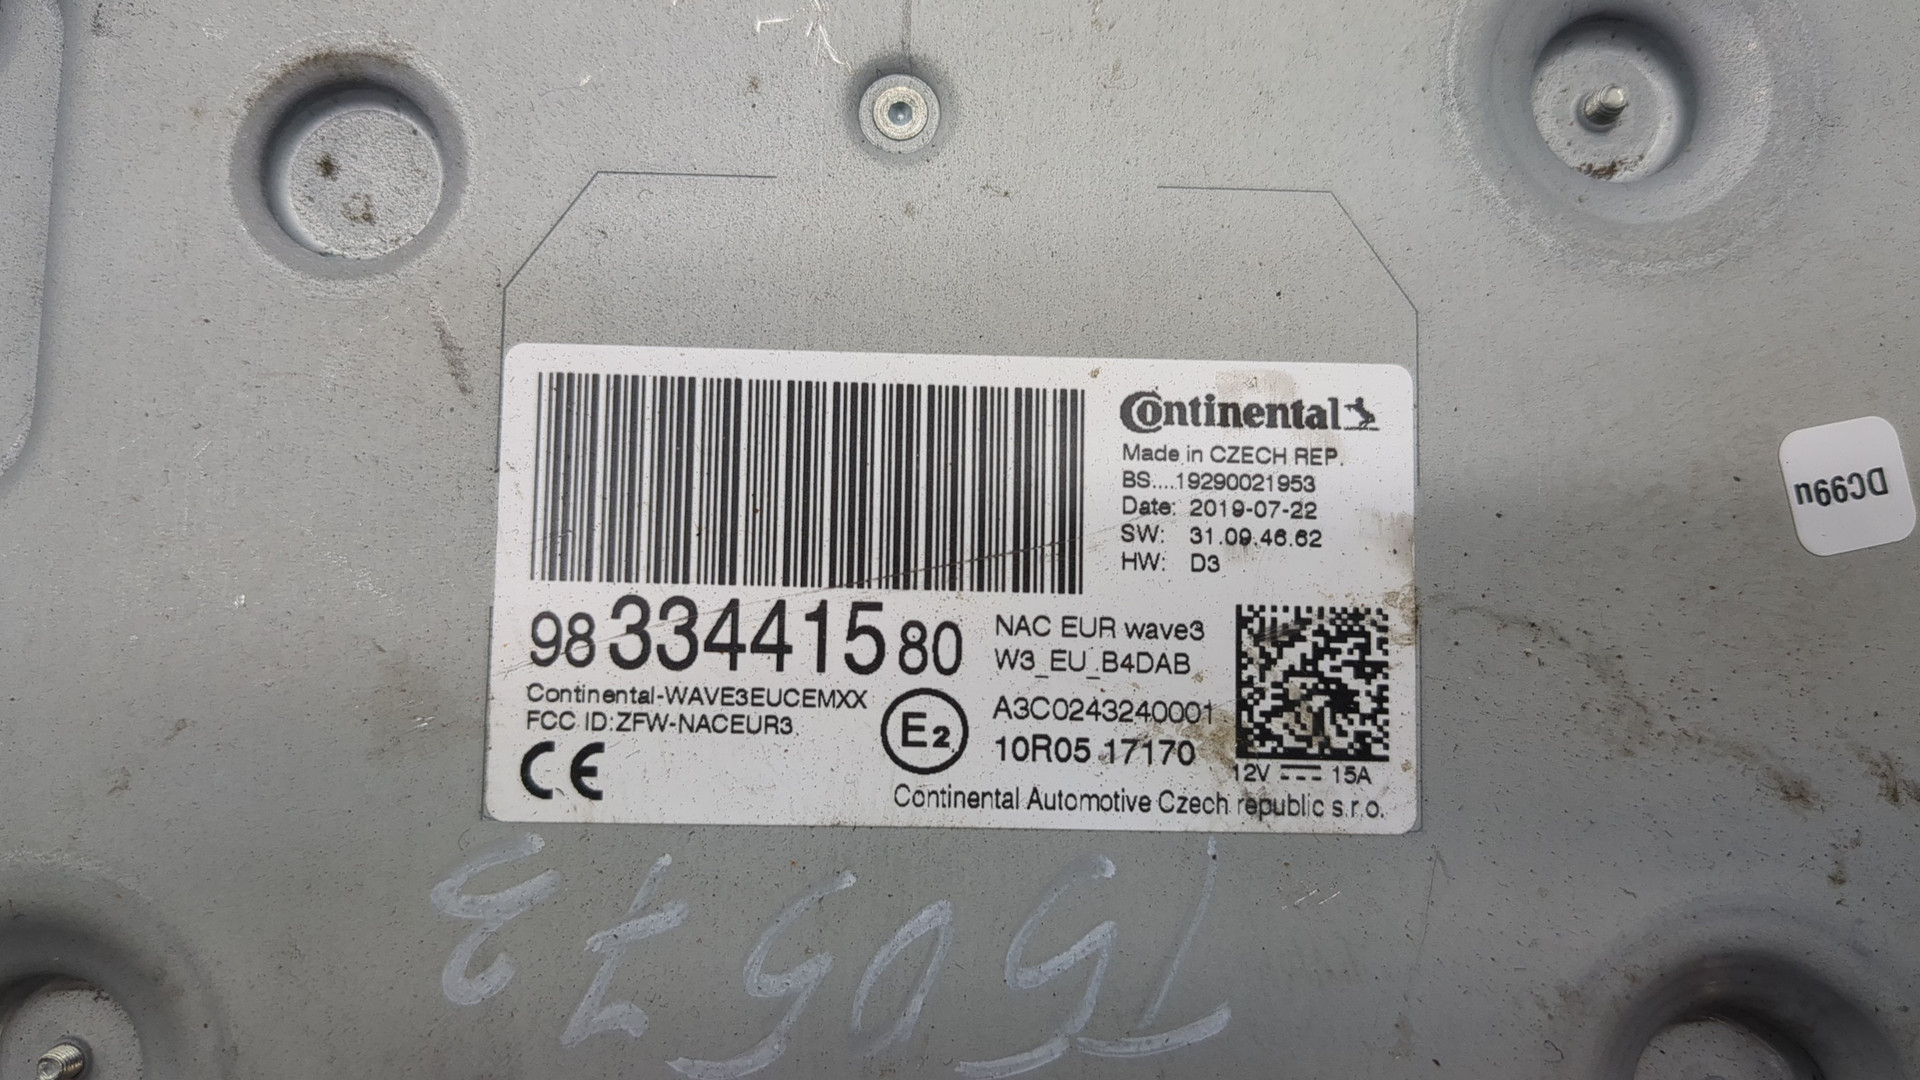 Continental
Made in CZECH REP.
BS....19290021953
Date: 2019-07-22
SW: 31.09.46.62
HW: D3
98 334415 80
NAC EUR wave3
W3_EU_B4DAB
Continental-WAVE3EUCEMXX
FCC ID:ZFW-NACEUR3
CE
E2
A3C0243240001
10R05 17170
12V 15A
Continental Automotive Czech republic s.r.o.
DC99u
750573